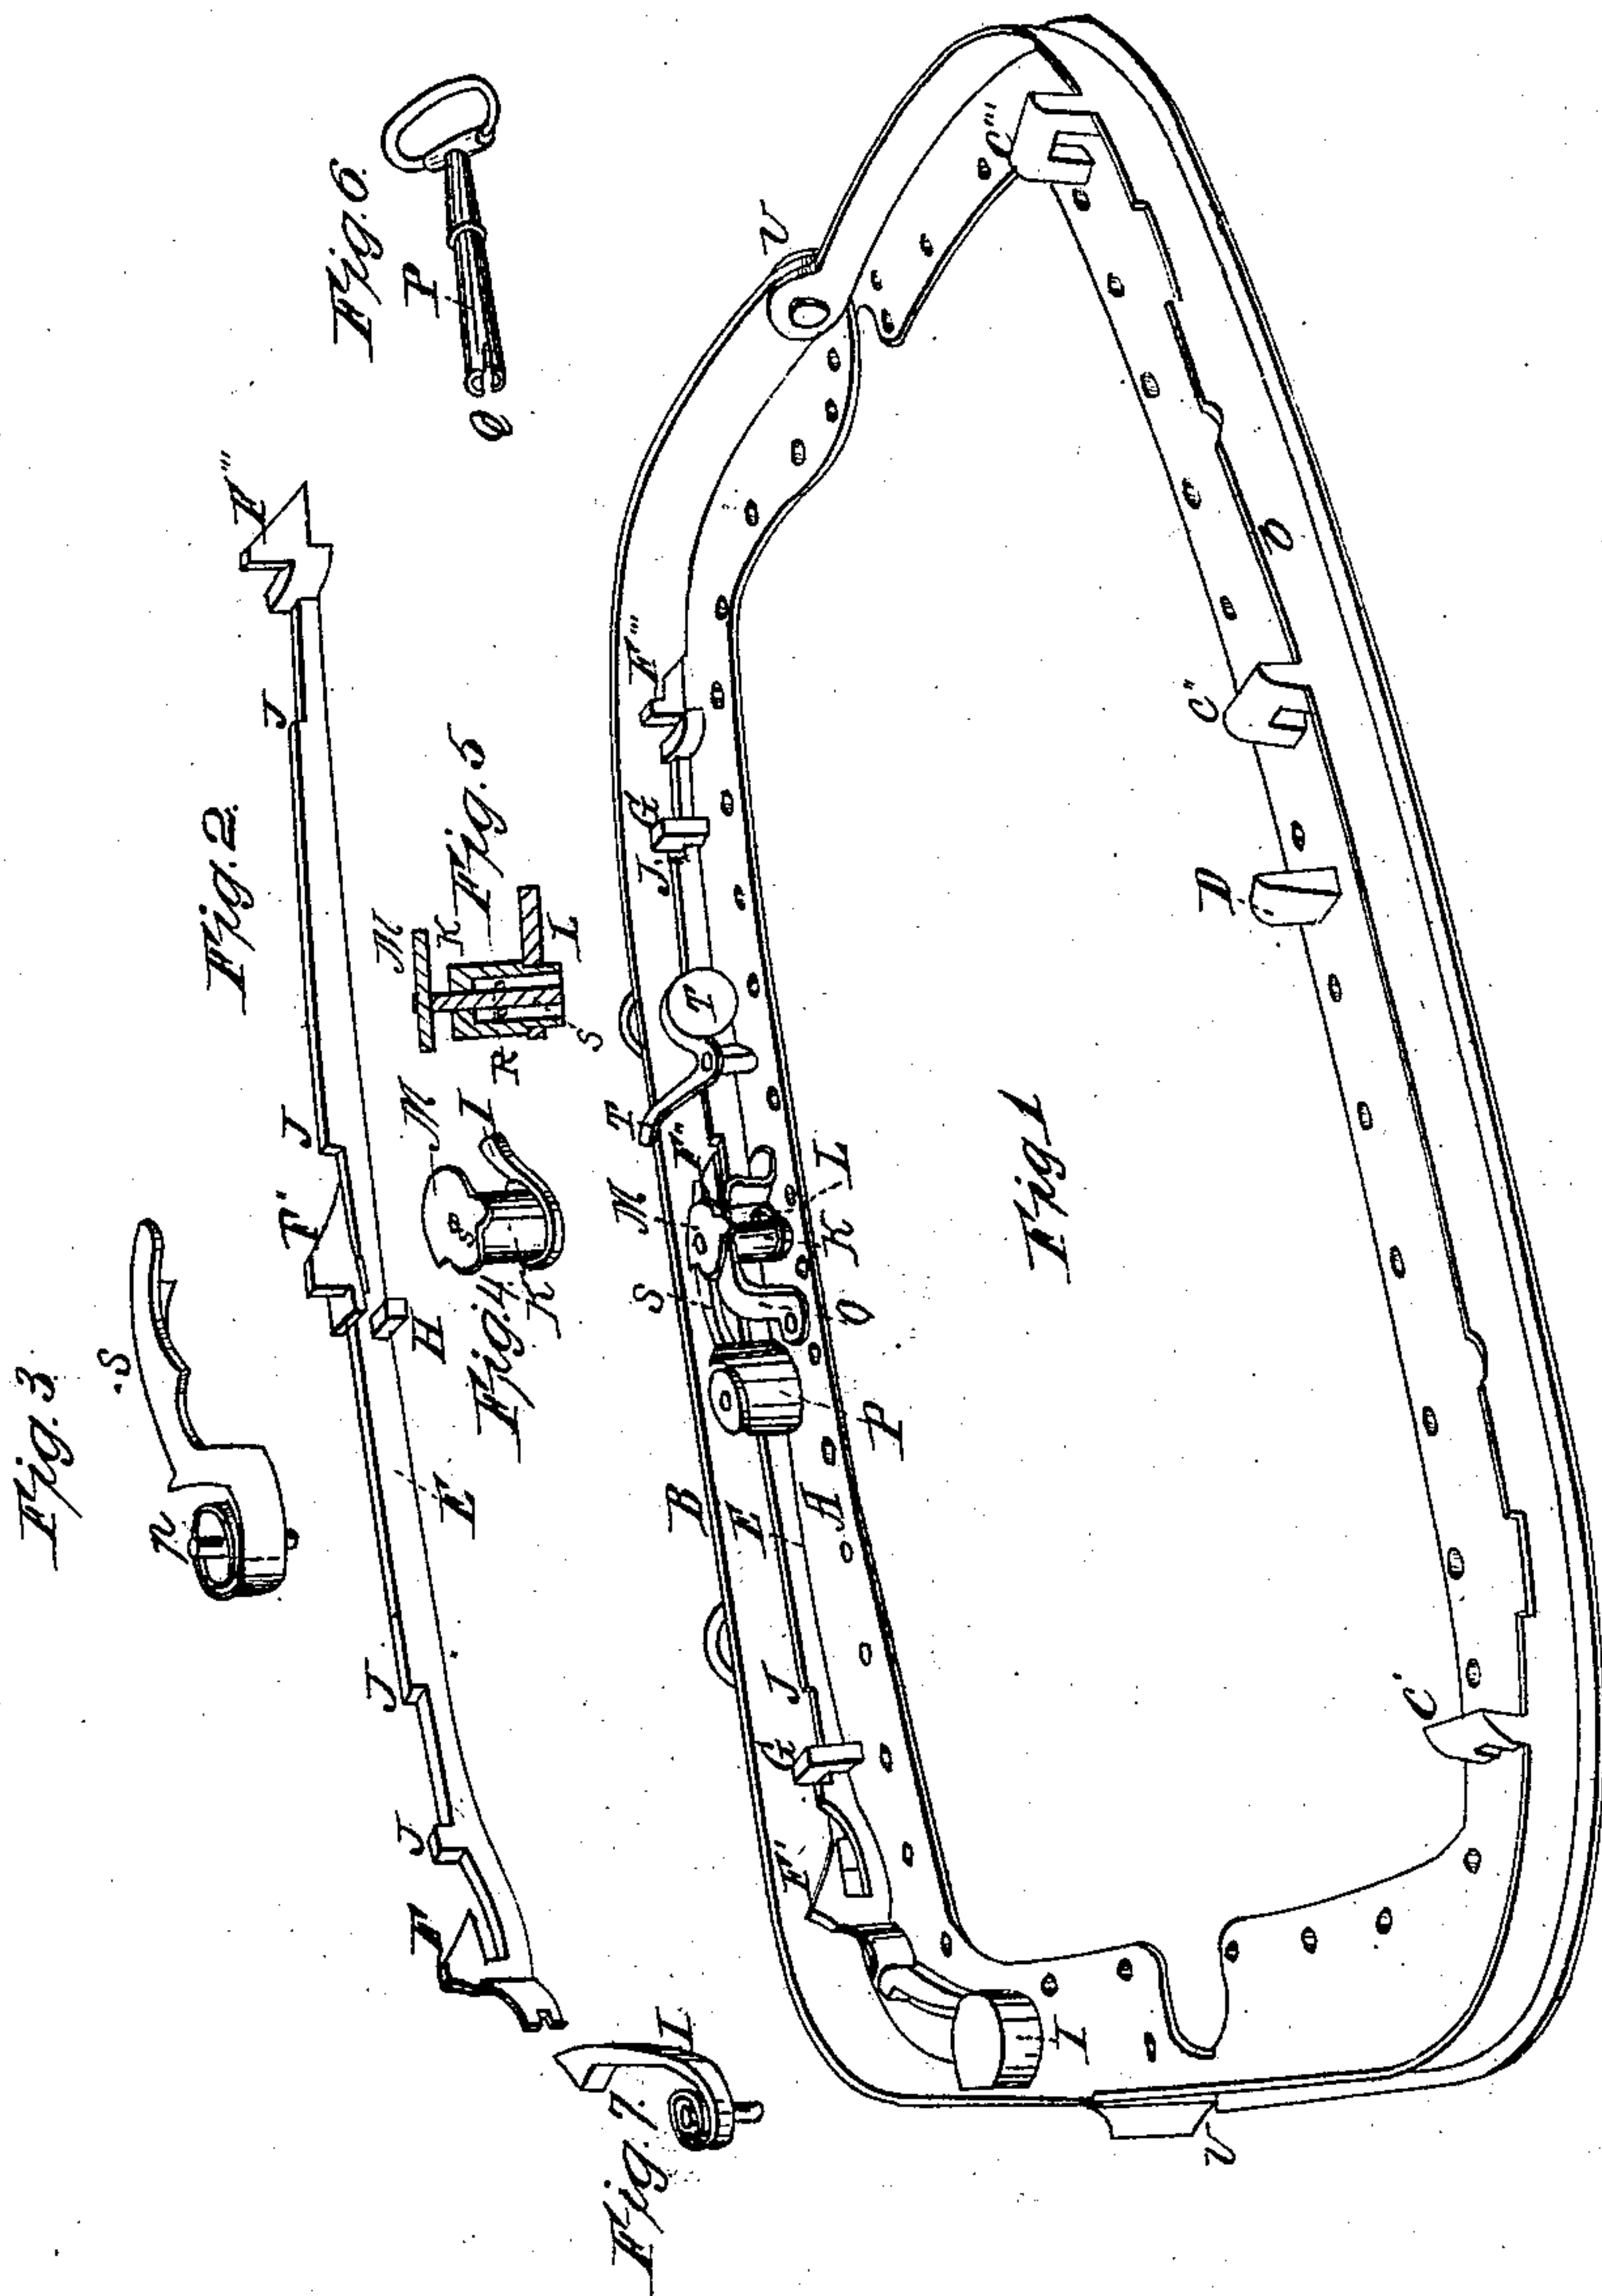 Fig. 3.
S
n
Fig. 2.
F'''
J
J
F''
H
E
J
J
F'
Fig. 6.
P
Q
Fig. 5
M
K
L
R
S
Fig. 4
M
I
K
Fig. 7.
I
Fig. 1
U
C'''
F'''
G
J
T
T
F''
M
S
L
K
O
P
B
E
A
J
G
F'
I
U
O
C''
D
C'